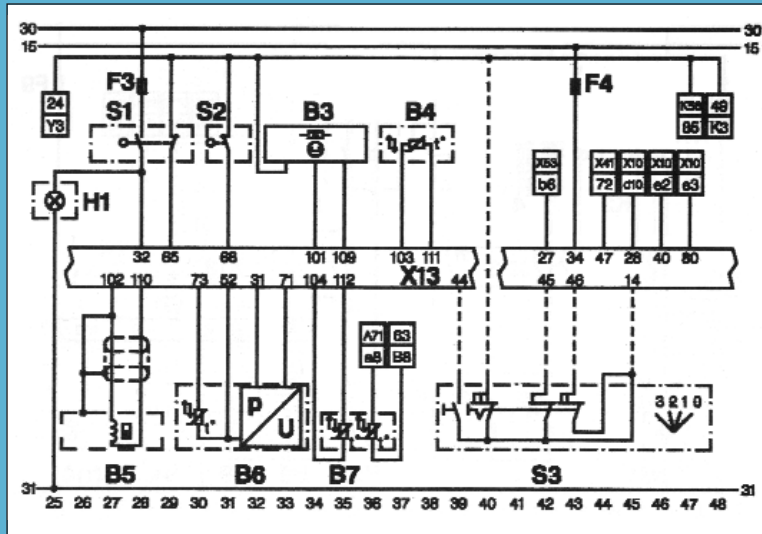 30 30
15 15
F3 F4
24 K38 49
Y3 85 K3
S1 S2 B3 B4
t°
X53 X41 X10 X10 X10
b6 72 d10 e2 e3
H1
32 65 68 101 109 103 111 27 34 47 28 40 80
X13
102 110 73 52 31 71 104 112 44 45 46 14
A71 63
a8 B8
P
U
t° t°
3 2 1 0
B5 B6 B7 S3
31 31
25 26 27 28 29 30 31 32 33 34 35 36 37 38 39 40 41 42 43 44 45 46 47 48